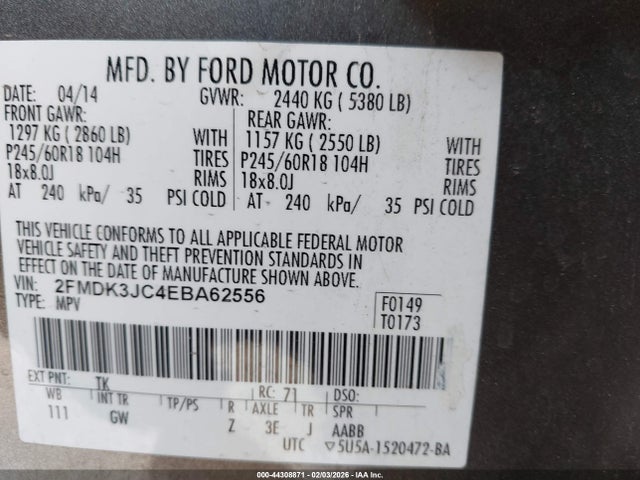 MFD. BY FORD MOTOR CO.
DATE: 04/14 GVWR: 2440 KG ( 5380 LB)
FRONT GAWR: REAR GAWR:
1297 KG ( 2860 LB) WITH 1157 KG ( 2550 LB) WITH
P245/60R18 104H TIRES P245/60R18 104H TIRES
18x8.0J RIMS 18x8.0J RIMS
AT 240 kPa/ 35 PSI COLD AT 240 kPa/ 35 PSI COLD
THIS VEHICLE CONFORMS TO ALL APPLICABLE FEDERAL MOTOR
VEHICLE SAFETY AND THEFT PREVENTION STANDARDS IN
EFFECT ON THE DATE OF MANUFACTURE SHOWN ABOVE.
VIN: 2FMDK3JC4EBA62556 F0149
TYPE: MPV T0173
EXT PNT: TK RC: 71 DSO:
WB INT TR TP/PS R AXLE TR SPR
111 GW Z 3E J AABB
UTC ▽5U5A-1520472-BA
000-44308871 - 02/03/2026 - IAAI.COM